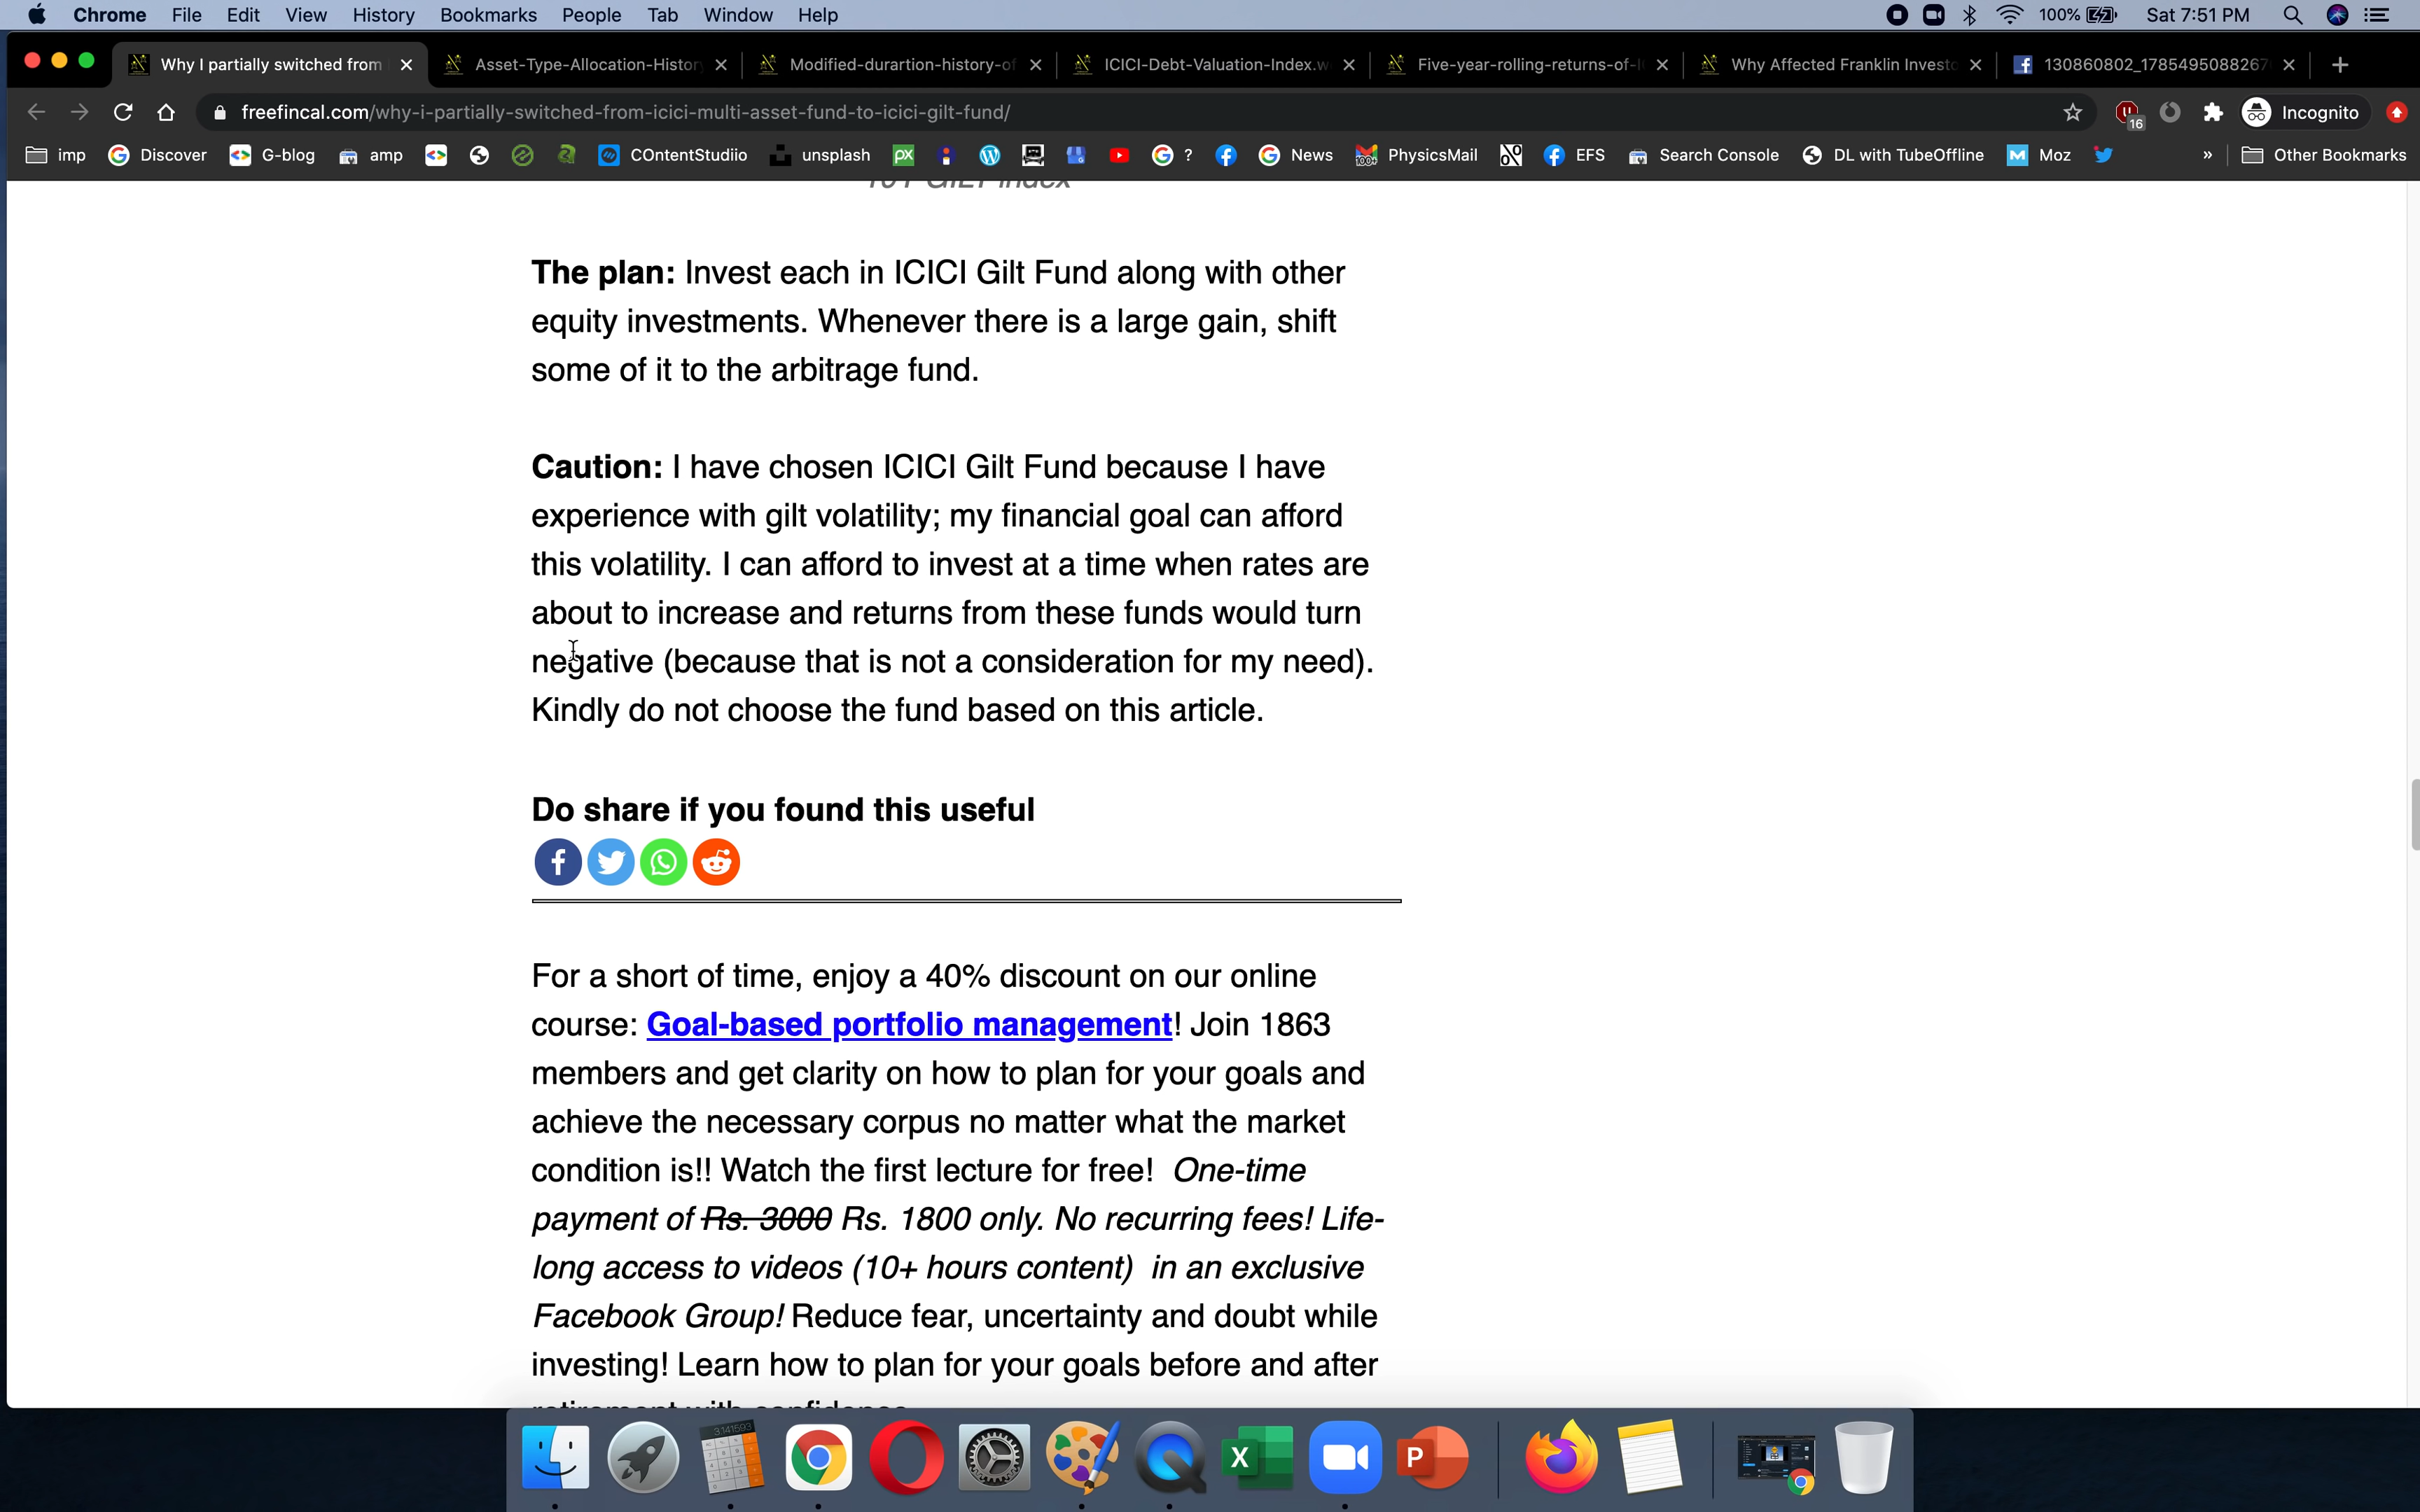 Chrome File Edit View History Bookmarks People Tab Window Help 100% Sat 7:51 PM
Why I partially switched from Asset-Type-Allocation-History Modified-durartion-history-of ICICI-Debt-Valuation-Index.w Five-year-rolling-returns-of-I Why Affected Franklin Investo 130860802_1785495088267
freefincal.com/why-i-partially-switched-from-icici-multi-asset-fund-to-icici-gilt-fund/ 16 Incognito
imp Discover G-blog amp COntentStudiio unsplash ? News PhysicsMail EFS Search Console DL with TubeOffline Moz » Other Bookmarks
The plan: Invest each in ICICI Gilt Fund along with other
equity investments. Whenever there is a large gain, shift
some of it to the arbitrage fund.
Caution: I have chosen ICICI Gilt Fund because I have
experience with gilt volatility; my financial goal can afford
this volatility. I can afford to invest at a time when rates are
about to increase and returns from these funds would turn
negative (because that is not a consideration for my need).
Kindly do not choose the fund based on this article.
Do share if you found this useful
For a short of time, enjoy a 40% discount on our online
course: Goal-based portfolio management! Join 1863
members and get clarity on how to plan for your goals and
achieve the necessary corpus no matter what the market
condition is!! Watch the first lecture for free! One-time
payment of Rs. 3000 Rs. 1800 only. No recurring fees! Life-
long access to videos (10+ hours content) in an exclusive
Facebook Group! Reduce fear, uncertainty and doubt while
investing! Learn how to plan for your goals before and after